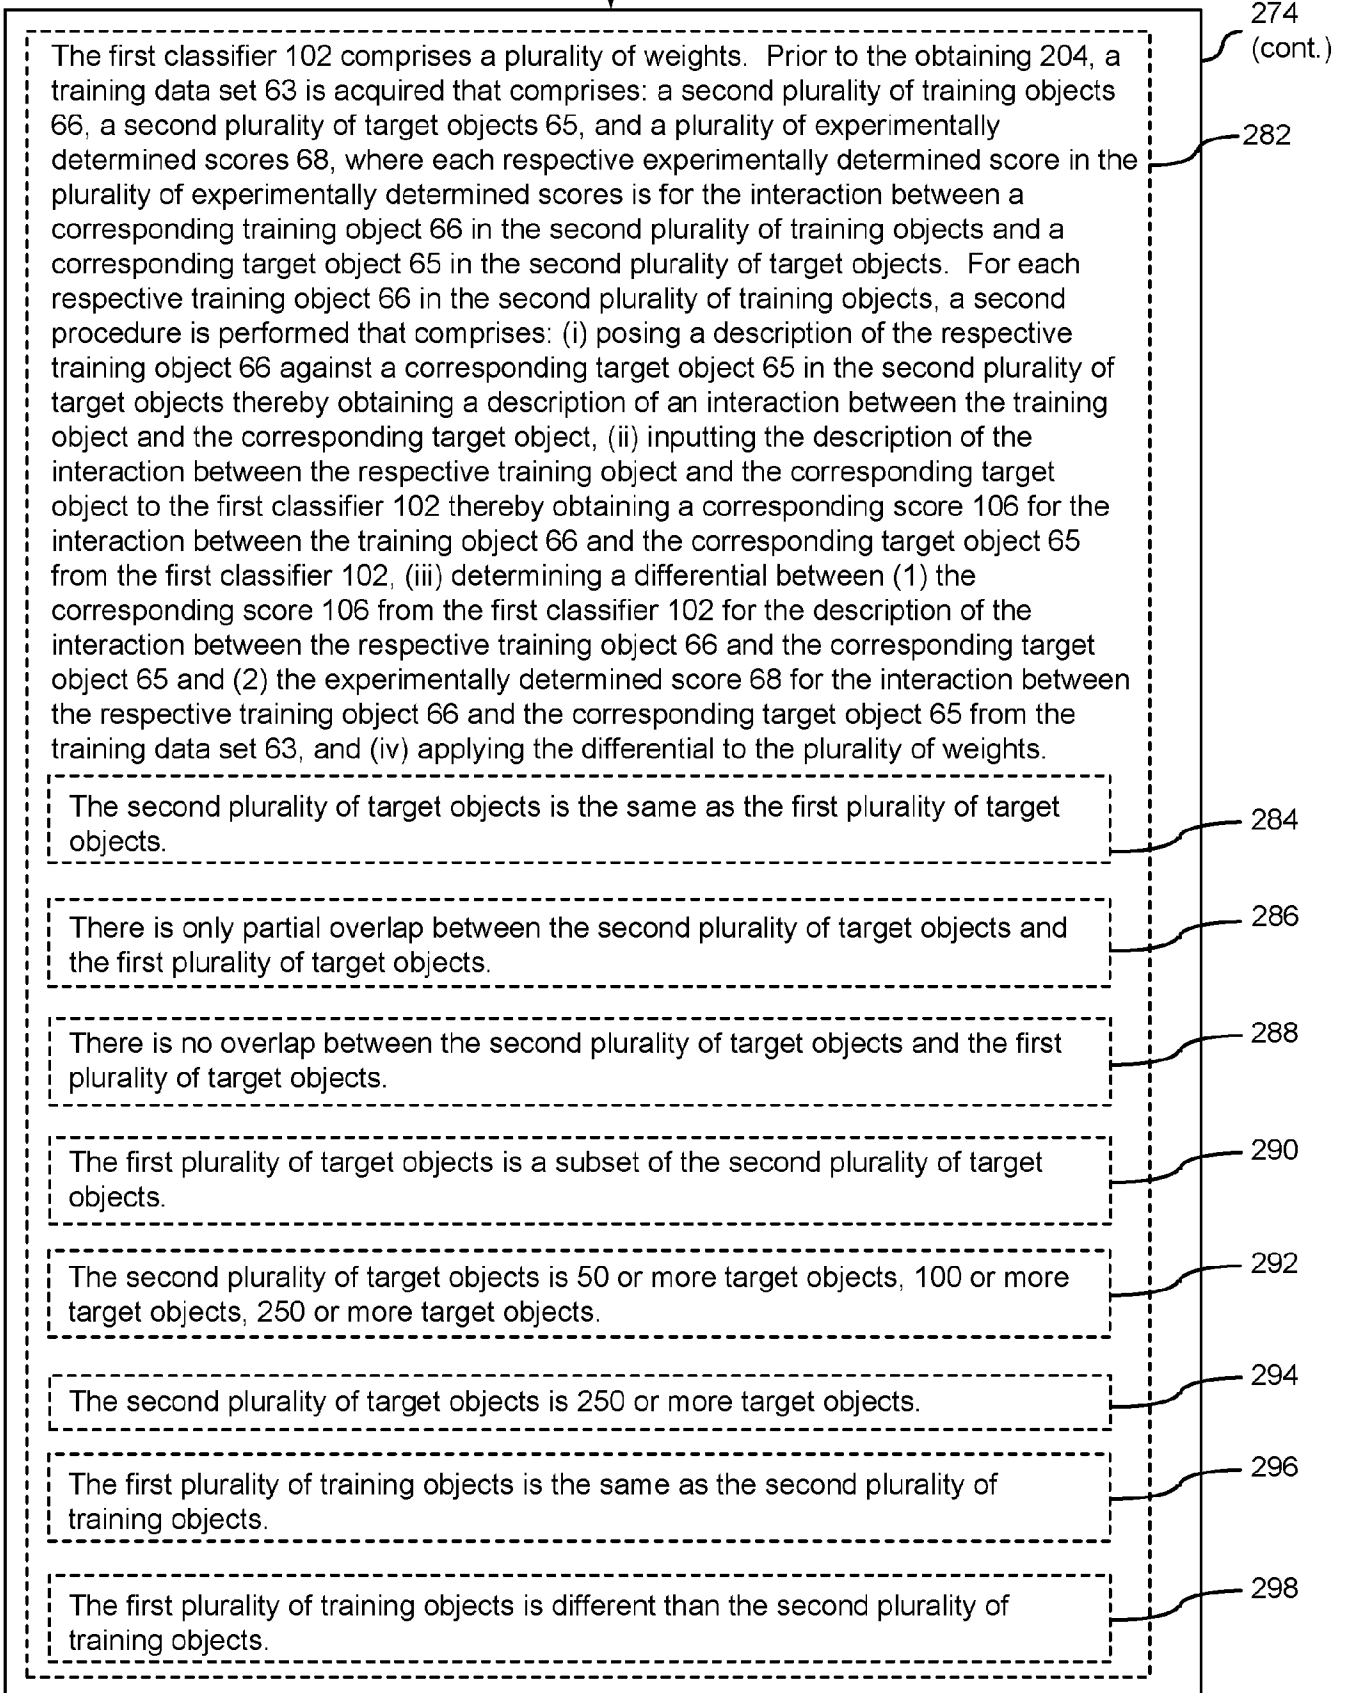 274
(cont.)
The first classifier 102 comprises a plurality of weights. Prior to the obtaining 204, a
training data set 63 is acquired that comprises: a second plurality of training objects
66, a second plurality of target objects 65, and a plurality of experimentally
determined scores 68, where each respective experimentally determined score in the
282
plurality of experimentally determined scores is for the interaction between a
corresponding training object 66 in the second plurality of training objects and a
corresponding target object 65 in the second plurality of target objects. For each
respective training object 66 in the second plurality of training objects, a second
procedure is performed that comprises: (i) posing a description of the respective
training object 66 against a corresponding target object 65 in the second plurality of
target objects thereby obtaining a description of an interaction between the training
object and the corresponding target object, (ii) inputting the description of the
interaction between the respective training object and the corresponding target
object to the first classifier 102 thereby obtaining a corresponding score 106 for the
interaction between the training object 66 and the corresponding target object 65
from the first classifier 102, (iii) determining a differential between (1) the
corresponding score 106 from the first classifier 102 for the description of the
interaction between the respective training object 66 and the corresponding target
object 65 and (2) the experimentally determined score 68 for the interaction between
the respective training object 66 and the corresponding target object 65 from the
training data set 63, and (iv) applying the differential to the plurality of weights.
The second plurality of target objects is the same as the first plurality of target
objects.
284
There is only partial overlap between the second plurality of target objects and
the first plurality of target objects.
286
There is no overlap between the second plurality of target objects and the first
plurality of target objects.
288
The first plurality of target objects is a subset of the second plurality of target
objects.
290
The second plurality of target objects is 50 or more target objects, 100 or more
target objects, 250 or more target objects.
292
The second plurality of target objects is 250 or more target objects.
294
The first plurality of training objects is the same as the second plurality of
training objects.
296
The first plurality of training objects is different than the second plurality of
training objects.
298